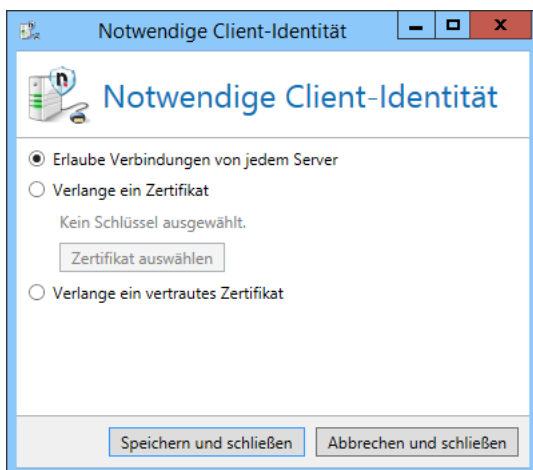 Notwendige Client-Identität
Notwendige Client-Identität
Erlaube Verbindungen von jedem Server
Verlange ein Zertifikat
Kein Schlüssel ausgewählt.
Zertifikat auswählen
Verlange ein vertrautes Zertifikat
Speichern und schließen Abbrechen und schließen